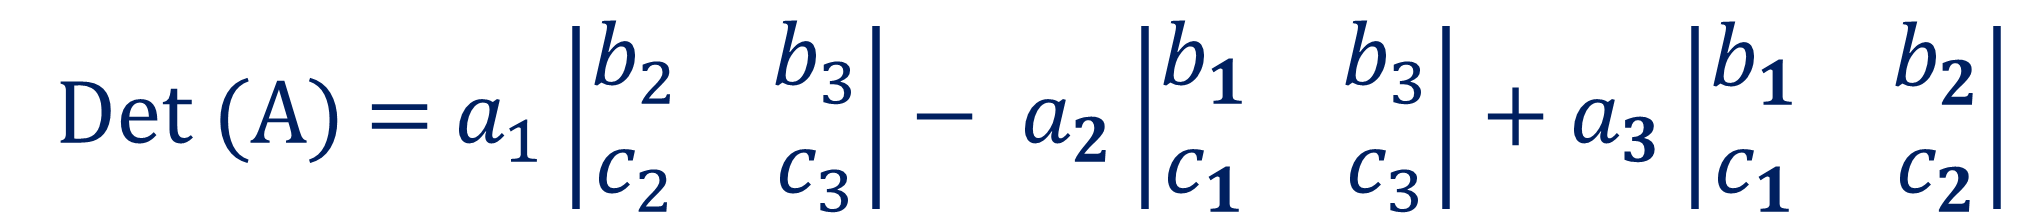 Det (A) = a₁ |b₂ b₃ c₂ c₃| − a₂ |b₁ b₃ c₁ c₃| + a₃ |b₁ b₂ c₁ c₂|